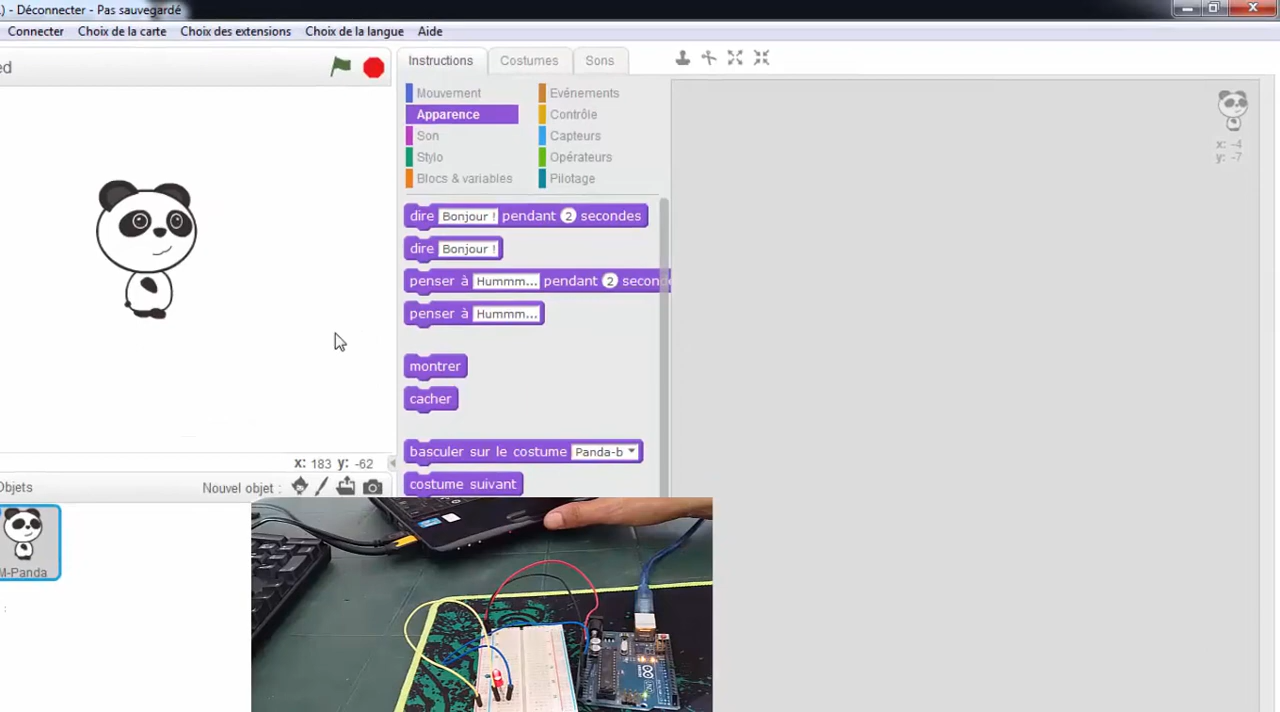 .) - Déconnecter - Pas sauvegardé
Connecter Choix de la carte Choix des extensions Choix de la langue Aide
ed
Instructions Costumes Sons
Mouvement Evénements
Apparence Contrôle
Son Capteurs
Stylo Opérateurs
Blocs & variables Pilotage
x: -4
y: -7
dire Bonjour ! pendant 2 secondes
dire Bonjour !
penser à Hummm... pendant 2 second
penser à Hummm...
montrer
cacher
basculer sur le costume Panda-b
costume suivant
x: 183 y: -62
Objets Nouvel objet :
M-Panda